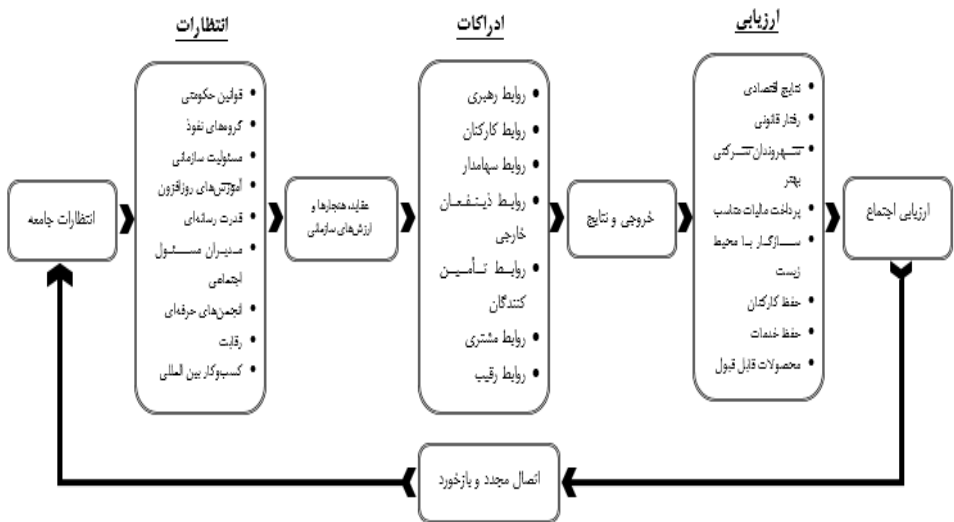 انتظارات
ادراکات
ارزیابی
انتظارات جامعه
• قوانین حکومتی
• گروه‌های نفوذ
• مسئولیت سازمانی
• آموزش‌های روزافزون
• قدرت رسانه‌ای
• مدیران مسئول
اجتماعی
• انجمن‌های حرفه‌ای
• رقابت
• کسب‌وکار بین المللی
عقاید، هنجارها و
ارزش‌های سازمانی
• روابط رهبری
• روابط کارکنان
• روابط سهامدار
• روابط ذینفعان
خارجی
• روابط تأمین
کنندگان
• روابط مشتری
• روابط رقیب
خروجی و نتایج
• نتایج اقتصادی
• رفتار قانونی
• شهروندان شرکتی
بهتر
• پرداخت مالیات مناسب
• سازگار با محیط
زیست
• حفظ کارکنان
• حفظ خدمات
• محصولات قابل قبول
ارزیابی اجتماع
اتصال مجدد و بازخورد